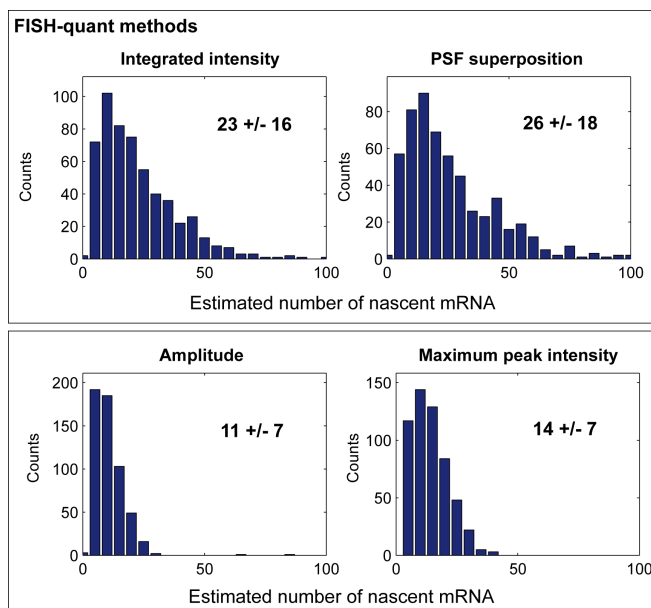 FISH-quant methods
Integrated intensity
PSF superposition
100
80
60
40
20
0
Counts
23 +/- 16
0
50
100
80
60
40
20
0
Counts
26 +/- 18
0
50
100
Estimated number of nascent mRNA
Amplitude
Maximum peak intensity
200
150
100
50
0
Counts
11 +/- 7
0
50
100
150
100
50
0
Counts
14 +/- 7
0
50
100
Estimated number of nascent mRNA